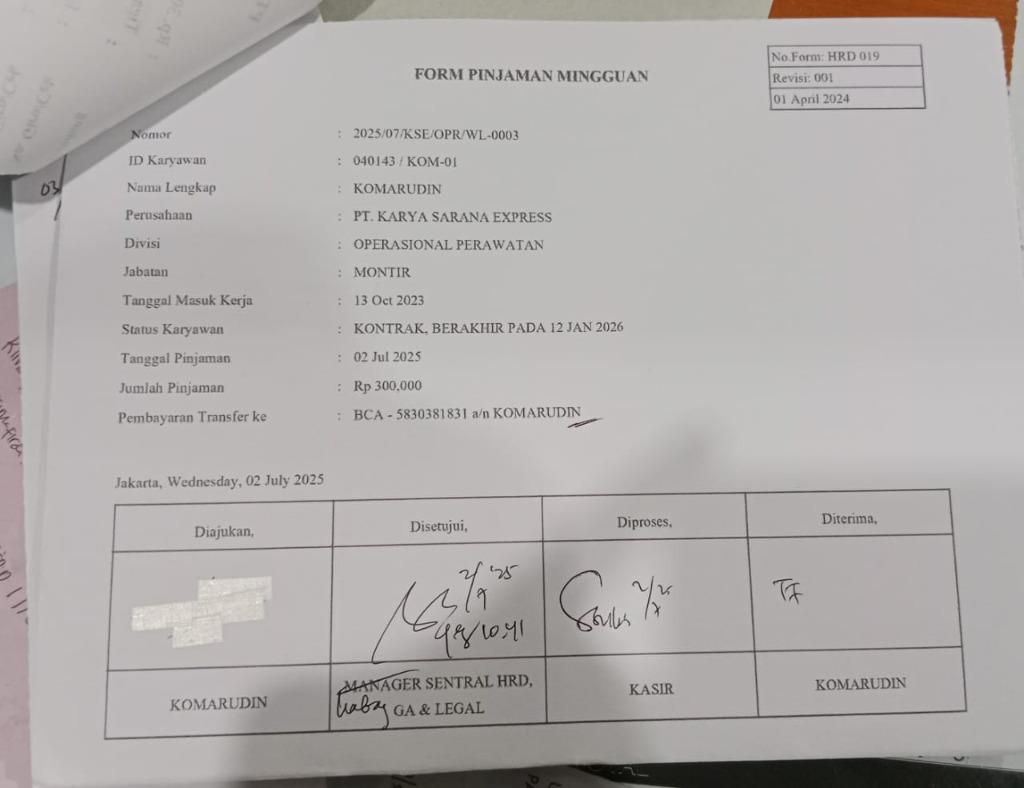 FORM PINJAMAN MINGGUAN
No.Form: HRD 019
Revisi: 001
01 April 2024
Nomor : 2025/07/KSE/OPR/WL-0003
ID Karyawan : 040143 / KOM-01
Nama Lengkap : KOMARUDIN
Perusahaan : PT. KARYA SARANA EXPRESS
Divisi : OPERASIONAL PERAWATAN
Jabatan : MONTIR
Tanggal Masuk Kerja : 13 Oct 2023
Status Karyawan : KONTRAK, BERAKHIR PADA 12 JAN 2026
Tanggal Pinjaman : 02 Jul 2025
Jumlah Pinjaman : Rp 300,000
Pembayaran Transfer ke : BCA - 5830381831 a/n KOMARUDIN
Jakarta, Wednesday, 02 July 2025
Diajukan, Disetujui, Diproses, Diterima,
2/7 '25
2/7 25
TF
KOMARUDIN
MANAGER SENTRAL HRD,
Kabag GA & LEGAL
KASIR
KOMARUDIN
03